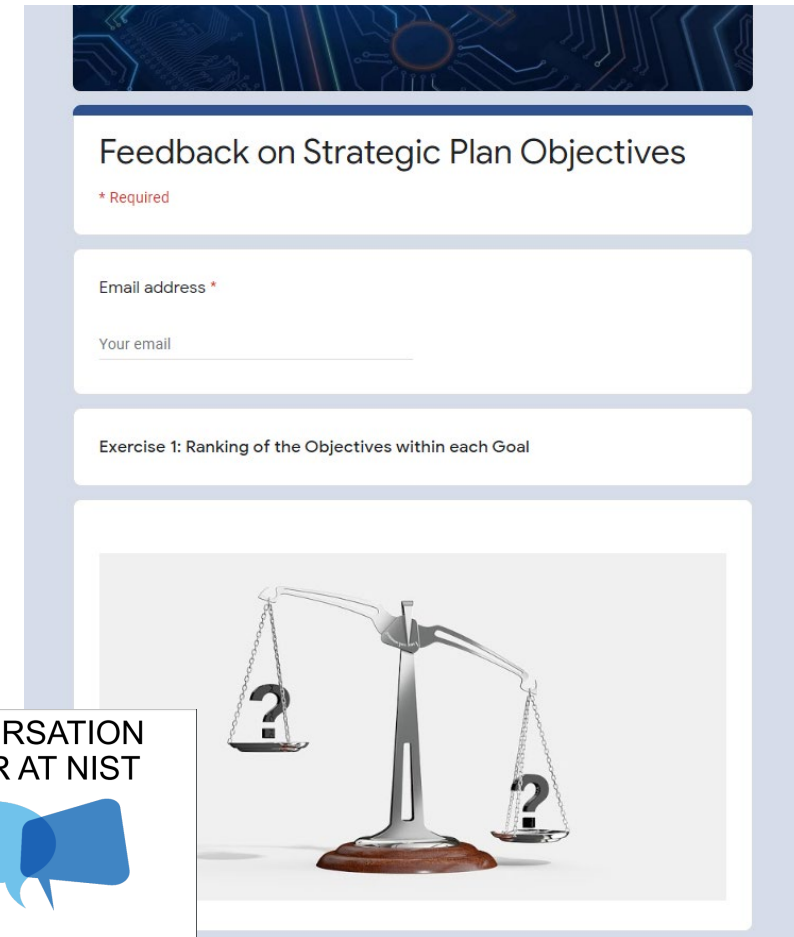 Feedback on Strategic Plan Objectives
* Required
Email address *
Your email
Exercise 1: Ranking of the Objectives within each Goal
?
?
RSATION
R AT NIST